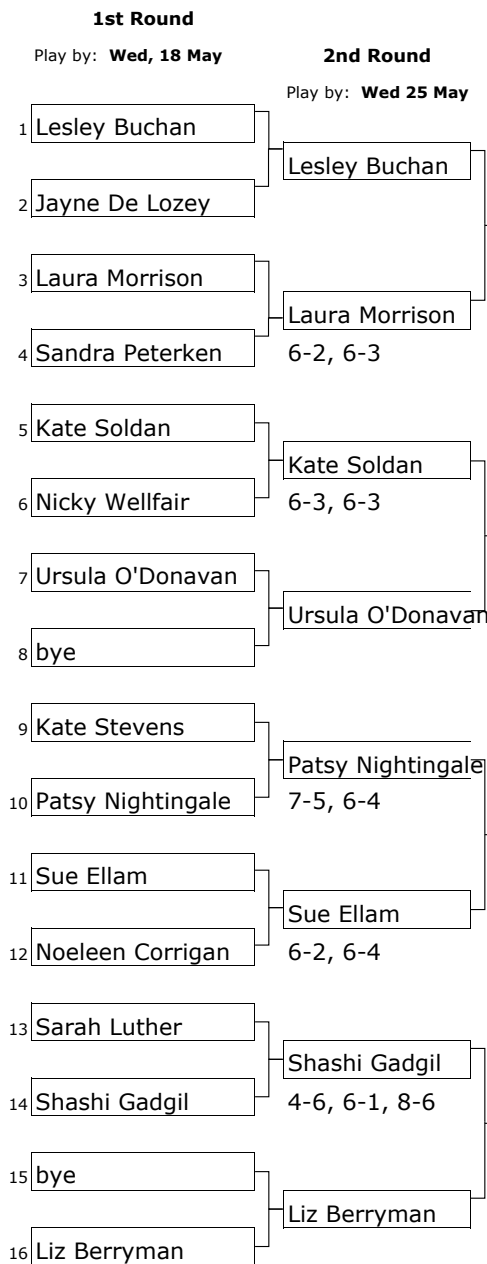 1st Round
Play by: Wed, 18 May
2nd Round
Play by: Wed 25 May
1 Lesley Buchan
Lesley Buchan
2 Jayne De Lozey
3 Laura Morrison
Laura Morrison
4 Sandra Peterken
6-2, 6-3
5 Kate Soldan
Kate Soldan
6 Nicky Wellfair
6-3, 6-3
7 Ursula O'Donavan
Ursula O'Donavan
8 bye
9 Kate Stevens
Patsy Nightingale
10 Patsy Nightingale
7-5, 6-4
11 Sue Ellam
Sue Ellam
12 Noeleen Corrigan
6-2, 6-4
13 Sarah Luther
Shashi Gadgil
14 Shashi Gadgil
4-6, 6-1, 8-6
15 bye
Liz Berryman
16 Liz Berryman